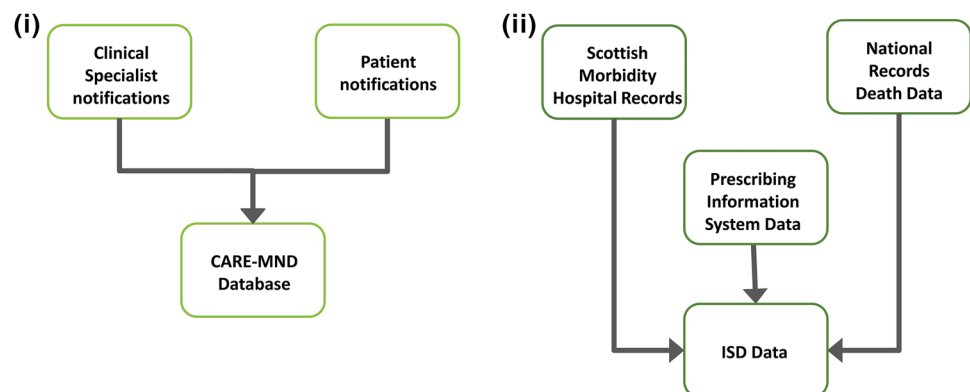 (i)
Clinical
Specialist
notifications
Patient
notifications
CARE-MND
Database
(ii)
Scottish
Morbidity
Hospital Records
National
Records
Death Data
Prescribing
Information
System Data
ISD Data